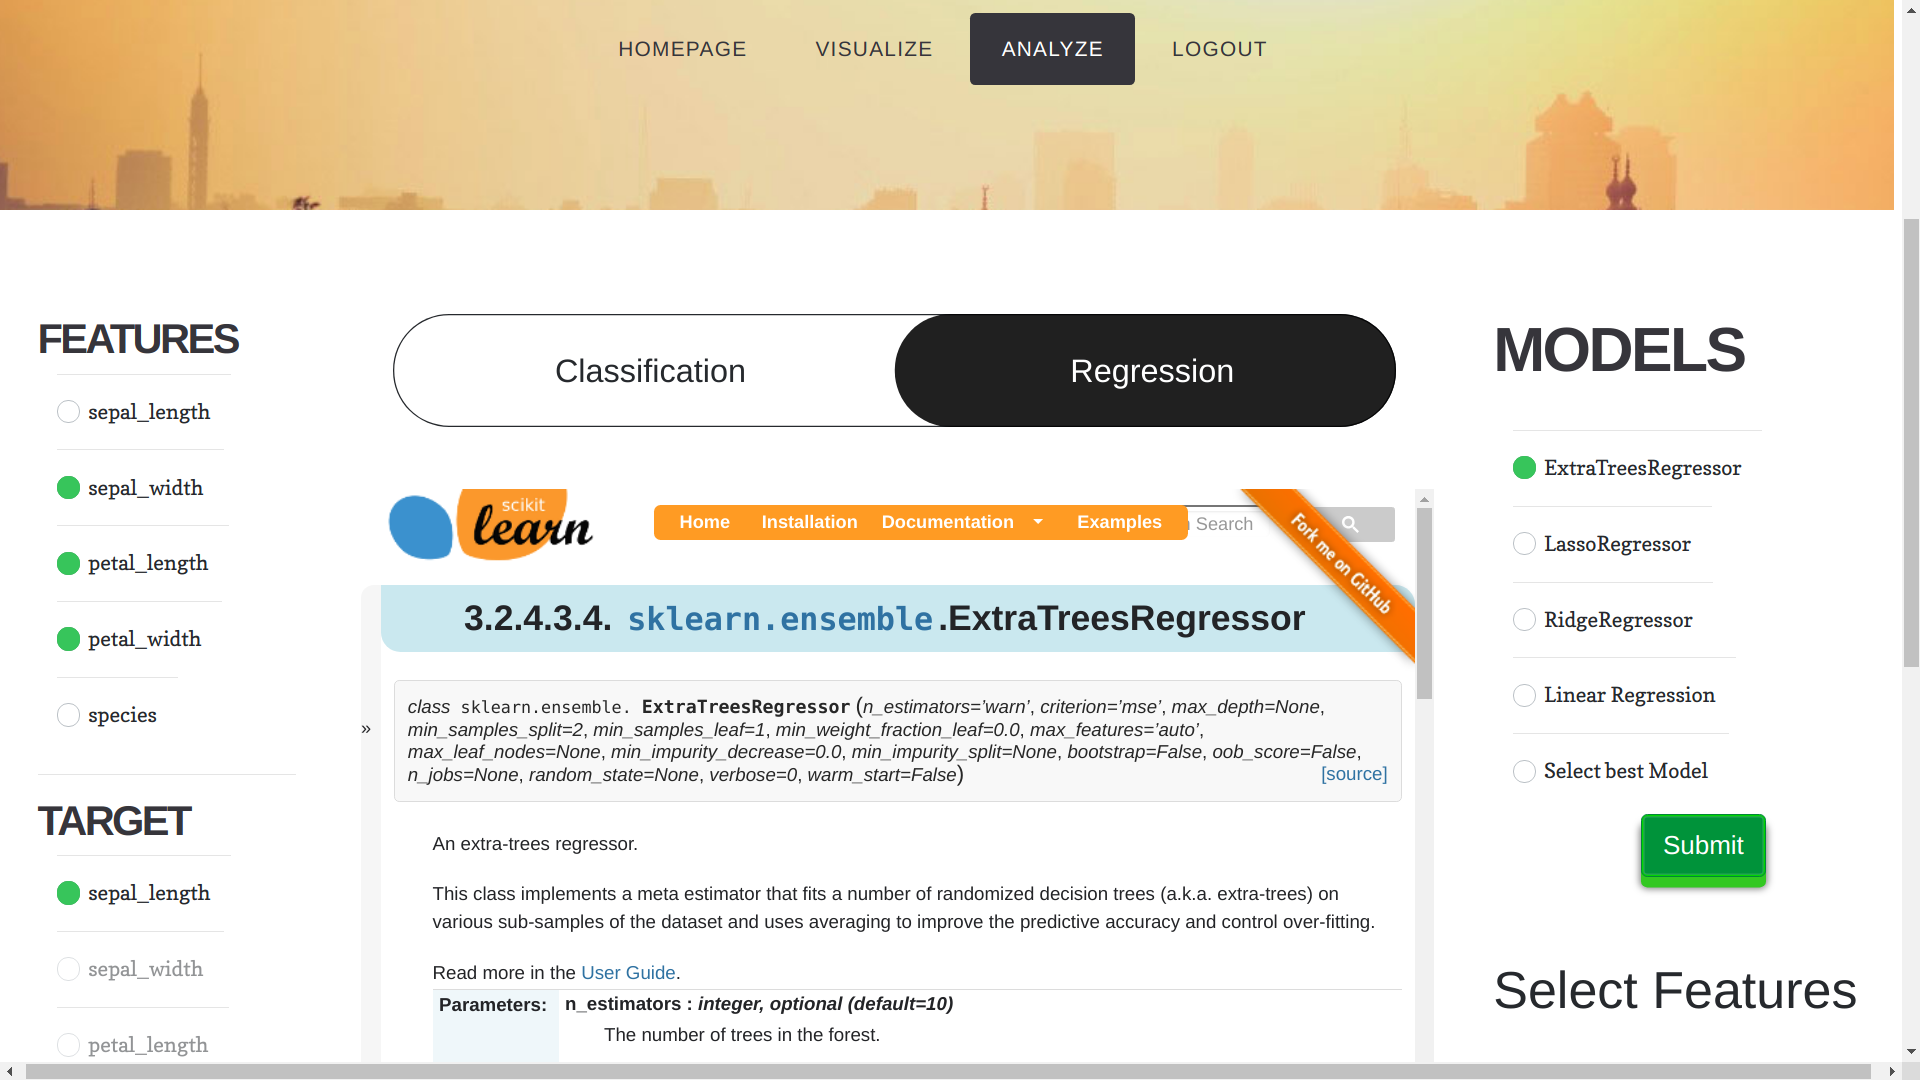 HOMEPAGE VISUALIZE ANALYZE LOGOUT
FEATURES
sepal_length
sepal_width
petal_length
petal_width
species
TARGET
sepal_length
sepal_width
petal_length
Classification Regression
scikit
learn
Home Installation Documentation Examples
Search
Fork me on GitHub
3.2.4.3.4. sklearn.ensemble.ExtraTreesRegressor
»
class sklearn.ensemble. ExtraTreesRegressor (n_estimators=’warn’, criterion=’mse’, max_depth=None,
min_samples_split=2, min_samples_leaf=1, min_weight_fraction_leaf=0.0, max_features=’auto’,
max_leaf_nodes=None, min_impurity_decrease=0.0, min_impurity_split=None, bootstrap=False, oob_score=False,
n_jobs=None, random_state=None, verbose=0, warm_start=False) [source]
An extra-trees regressor.
This class implements a meta estimator that fits a number of randomized decision trees (a.k.a. extra-trees) on
various sub-samples of the dataset and uses averaging to improve the predictive accuracy and control over-fitting.
Read more in the User Guide.
Parameters: n_estimators : integer, optional (default=10)
The number of trees in the forest.
MODELS
ExtraTreesRegressor
LassoRegressor
RidgeRegressor
Linear Regression
Select best Model
Submit
Select Features